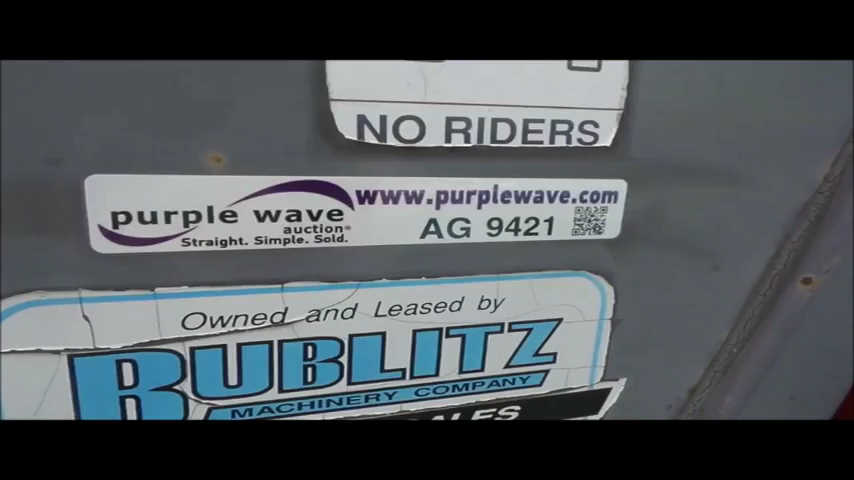 NO RIDERS
purple wave
auction®
Straight. Simple. Sold.
www.purplewave.com
AG 9421
Owned and Leased by
BUBLITZ
MACHINERY COMPANY